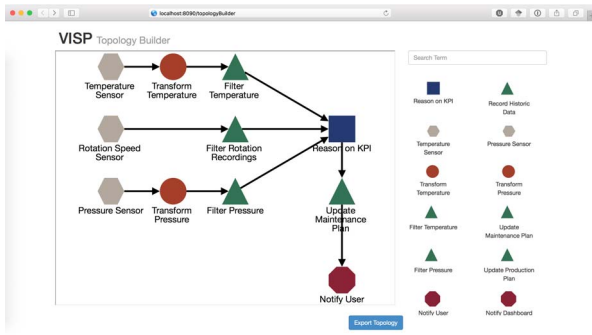 localhost:8090/topologyBuilder
VISP Topology Builder
Search Term
Temperature
Sensor
Transform
Temperature
Filter
Temperature
Rotation Speed
Sensor
Filter Rotation
Recordings
Reason on KPI
Pressure Sensor
Transform
Pressure
Filter Pressure
Update
Maintenance
Plan
Notify User
Reason on KPI
Record Historic
Data
Temperature
Sensor
Pressure Sensor
Transform
Temperature
Transform
Pressure
Filter Temperature
Update
Maintenance Plan
Filter Pressure
Update Production
Plan
Notify User
Notify Dashboard
Export Topology